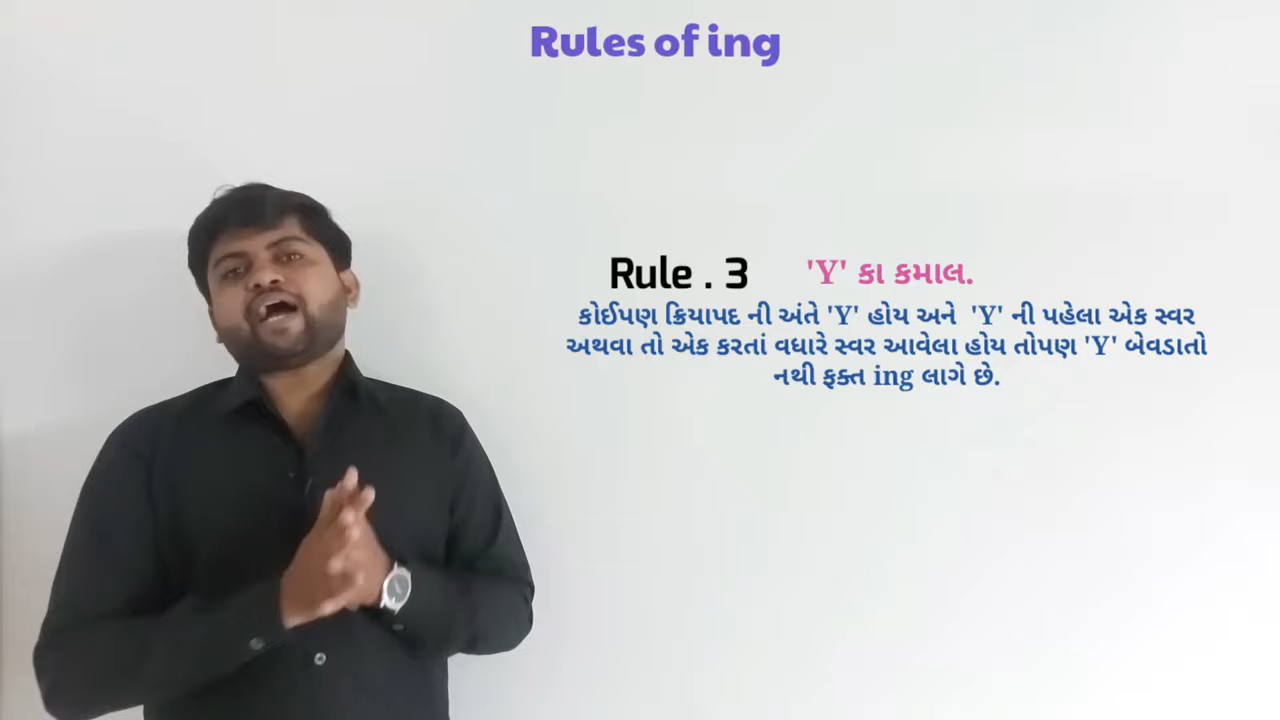 Rules of ing
Rule . 3 'Y' કા કમાલ.
કોઈપણ ક્રિયાપદ ની અંતે 'Y' હોય અને 'Y' ની પહેલા એક સ્વર
અથવા તો એક કરતાં વધારે સ્વર આવેલા હોય તોપણ 'Y' બેવડાતો
નથી ફક્ત ing લાગે છે.